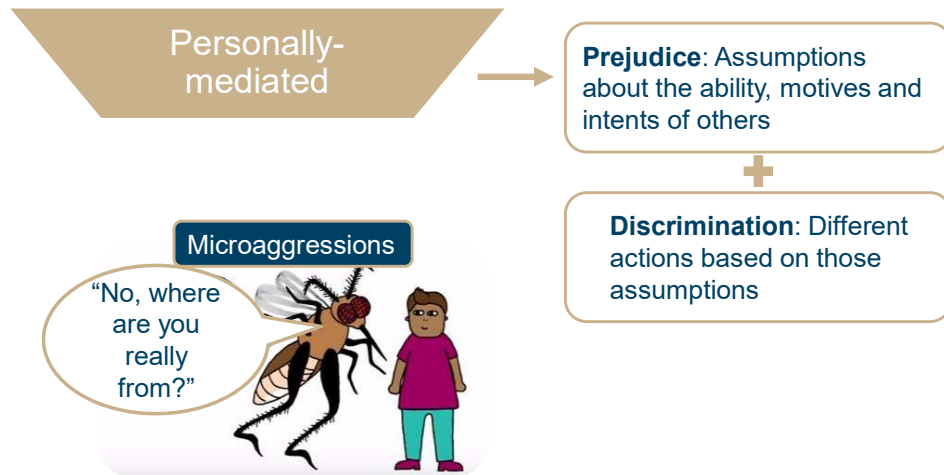 Personally-
mediated
Prejudice: Assumptions
about the ability, motives and
intents of others
Discrimination: Different
actions based on those
assumptions
Microaggressions
“No, where
are you
really
from?”